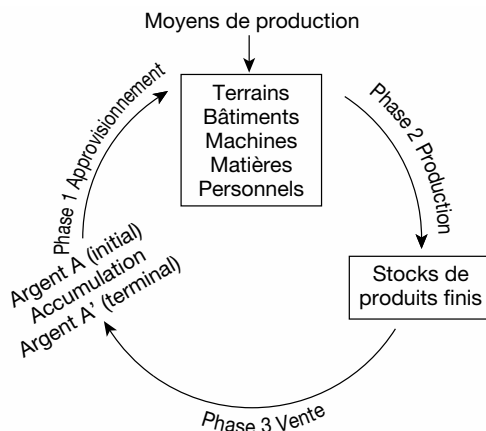 Moyens de production
Terrains
Bâtiments
Machines
Matières
Personnels
Phase 1 Approvisionnement
Phase 2 Production
Argent A (initial)
Accumulation
Argent A' (terminal)
Stocks de
produits finis
Phase 3 Vente